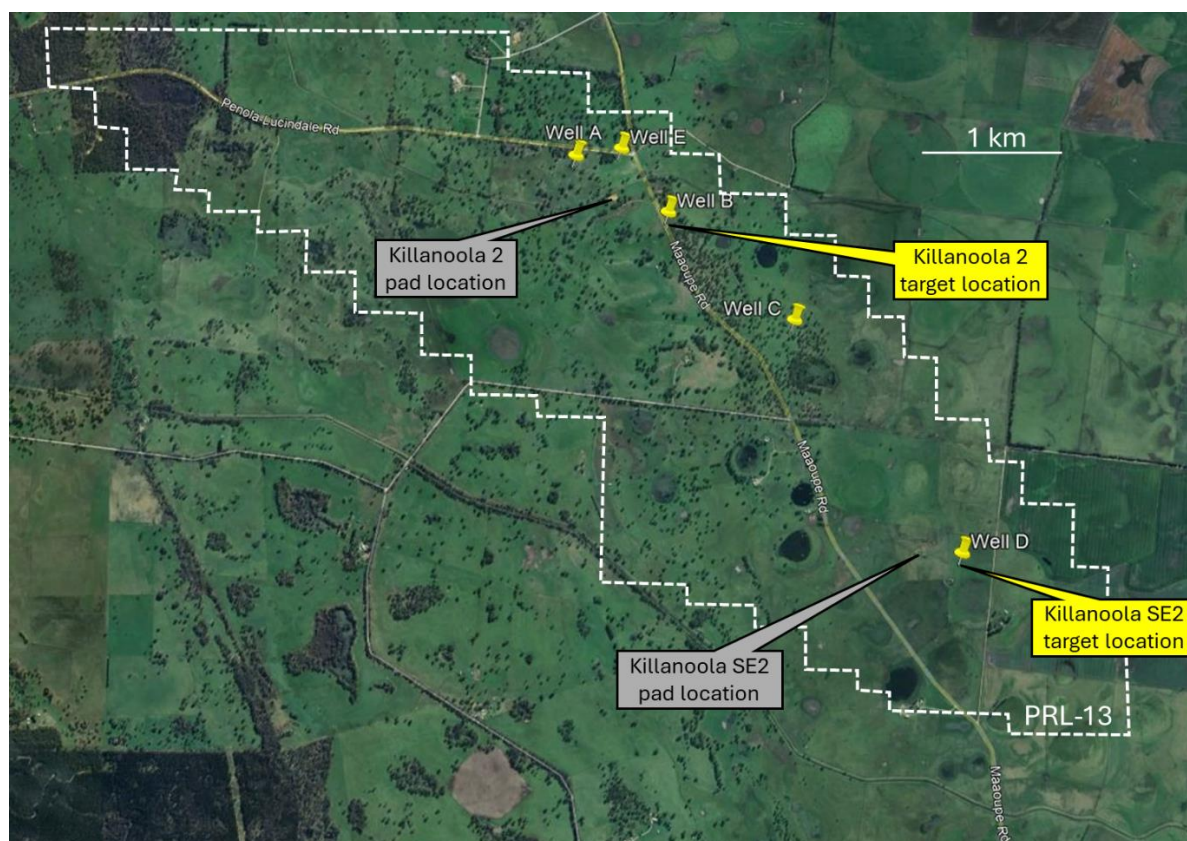 Penola-Lucindale Rd
Well A
Well E
1 km
Well B
Killanoola 2
pad location
Killanoola 2
target location
Maaoupe Rd
Well C
Maaoupe Rd
Well D
Killanoola SE2
target location
Killanoola SE2
pad location
PRL-13
Maaoupe Rd